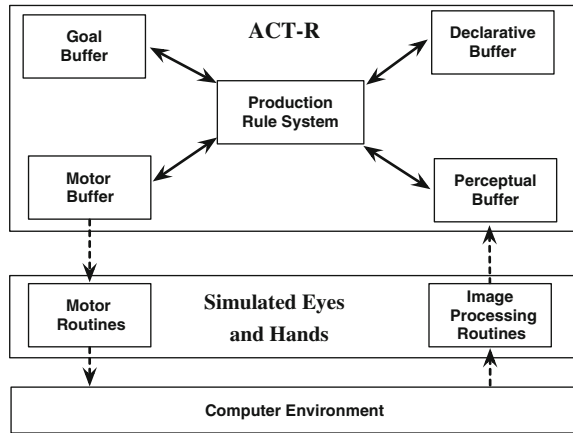 ACT-R
Goal
Buffer
Declarative
Buffer
Production
Rule System
Motor
Buffer
Perceptual
Buffer
Motor
Routines
Simulated Eyes
and Hands
Image
Processing
Routines
Computer Environment